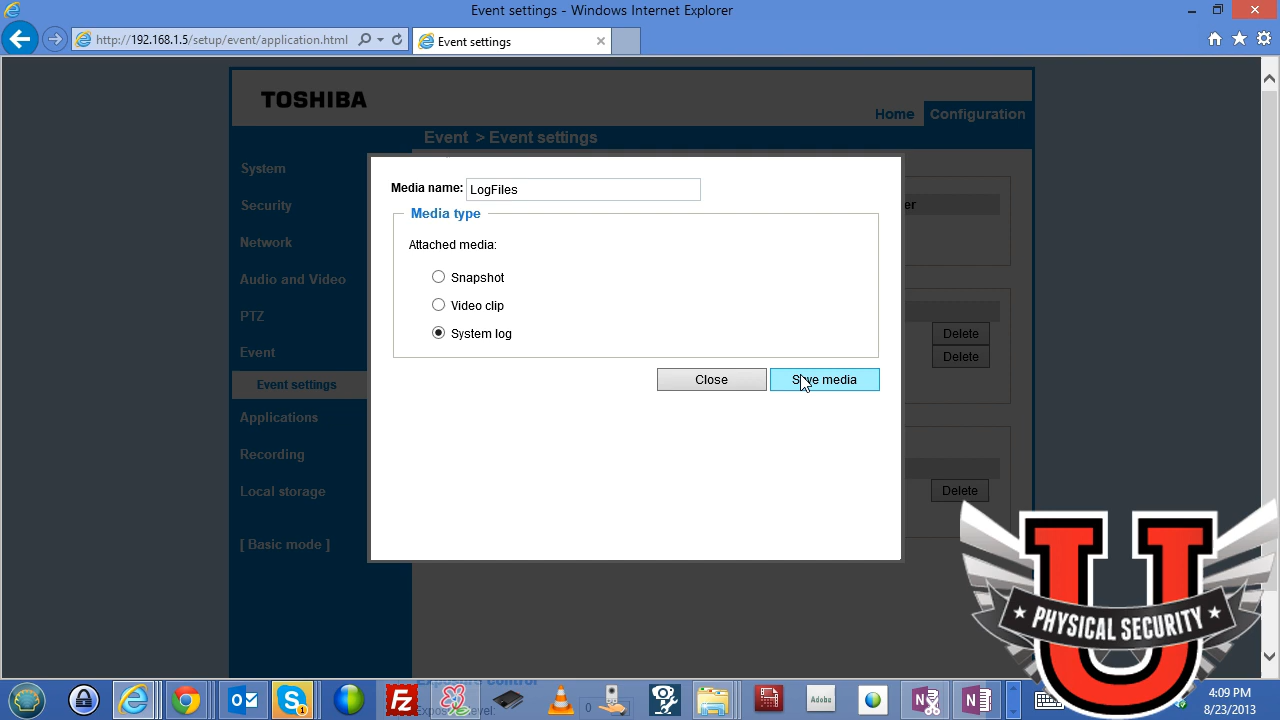 Event settings - Windows Internet Explorer
http://192.168.1.5/setup/event/application.html
Event settings
TOSHIBA
Home
Configuration
Event > Event settings
System
Security
Network
Audio and Video
PTZ
Event
Event settings
Applications
Recording
Local storage
[ Basic mode ]
Media name: LogFiles
Media type
Attached media:
Snapshot
Video clip
System log
Close
Save media
er
Delete
Delete
Delete
U
PHYSICAL SECURITY
Adobe
4:09 PM
8/23/2013